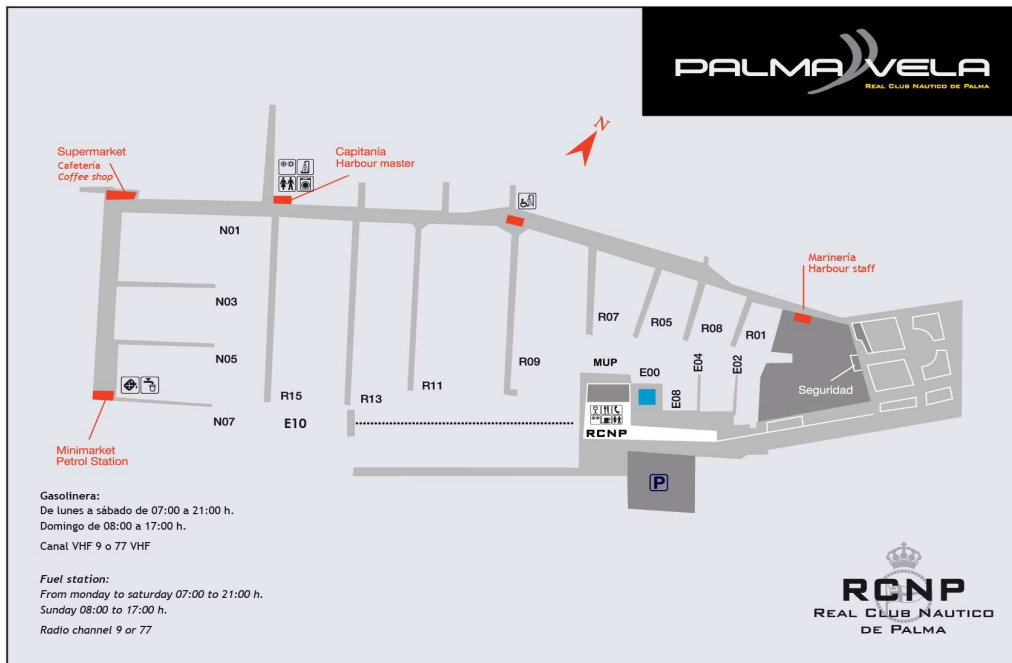 PALMAVELA
REAL CLUB NAUTICO DE PALMA
N
Supermarket
Cafetería
Coffee shop
Capitanía
Harbour master
Marinería
Harbour staff
N01
N03
N05
N07
R15
E10
R13
R11
R09
R07
R05
R08
R01
MUP
E00
E04
E02
E08
Seguridad
RCNP
P
Minimarket
Petrol Station
Gasolinera:
De lunes a sábado de 07:00 a 21:00 h.
Domingo de 08:00 a 17:00 h.
Canal VHF 9 o 77 VHF
Fuel station:
From monday to saturday 07:00 to 21:00 h.
Sunday 08:00 to 17:00 h.
Radio channel 9 or 77
RCNP
REAL CLUB NÁUTICO
DE PALMA